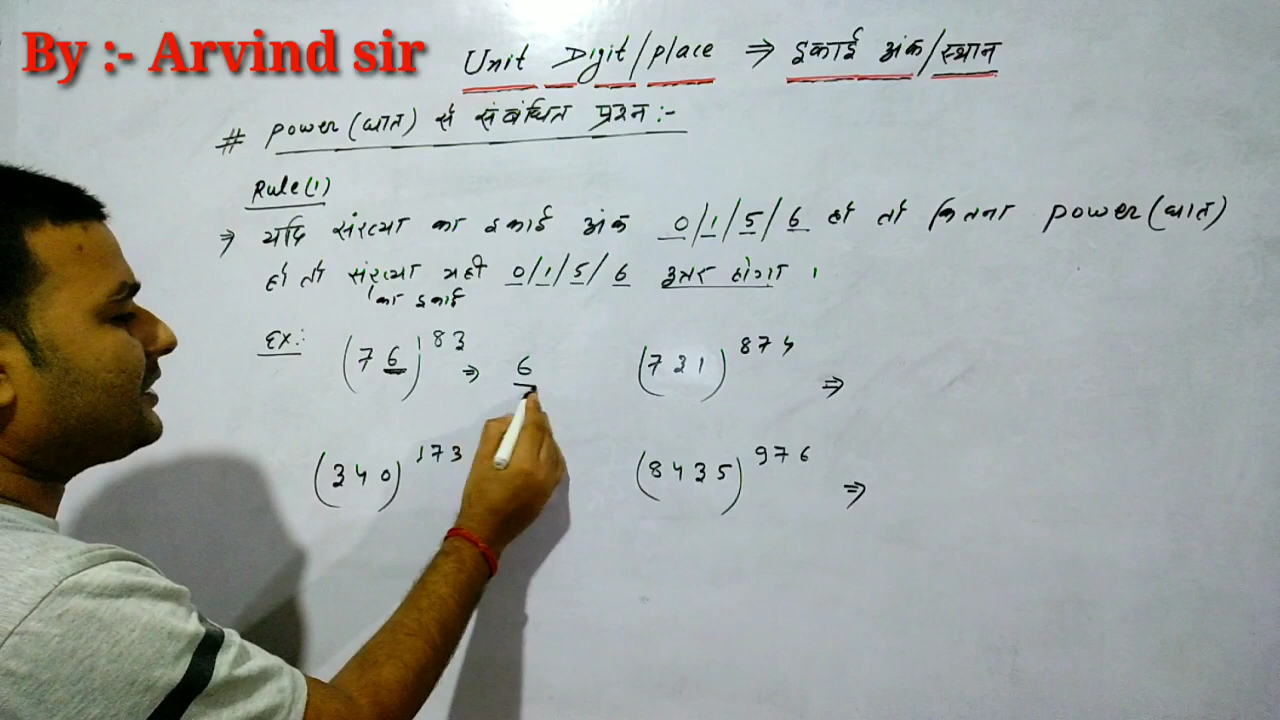 By :- Arvind sir
Unit Digit/place ⇒ इकाई अंक/स्थान
# power (घात) से संबंधित प्रश्न :-
Rule(1)
⇒ यदि संख्या का इकाई अंक 0/1/5/6 हो तो कितना power (घात)
हो तो संख्या यही 0/1/5/6 उत्तर होगा ।
का इकाई
Ex.: (76)^83 ⇒ 6 (731)^874 ⇒
(340)^173 (8435)^976 ⇒